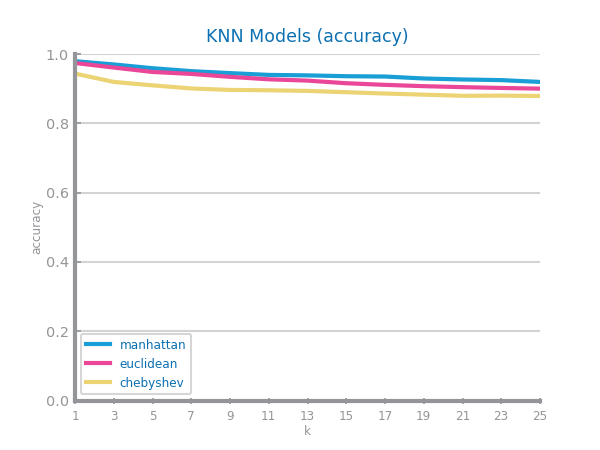 KNN Models (accuracy)
1.0
0.8
0.6
0.4
0.2
0.0
accuracy
manhattan
euclidean
chebyshev
1 3 5 7 9 11 13 15 17 19 21 23 25
k